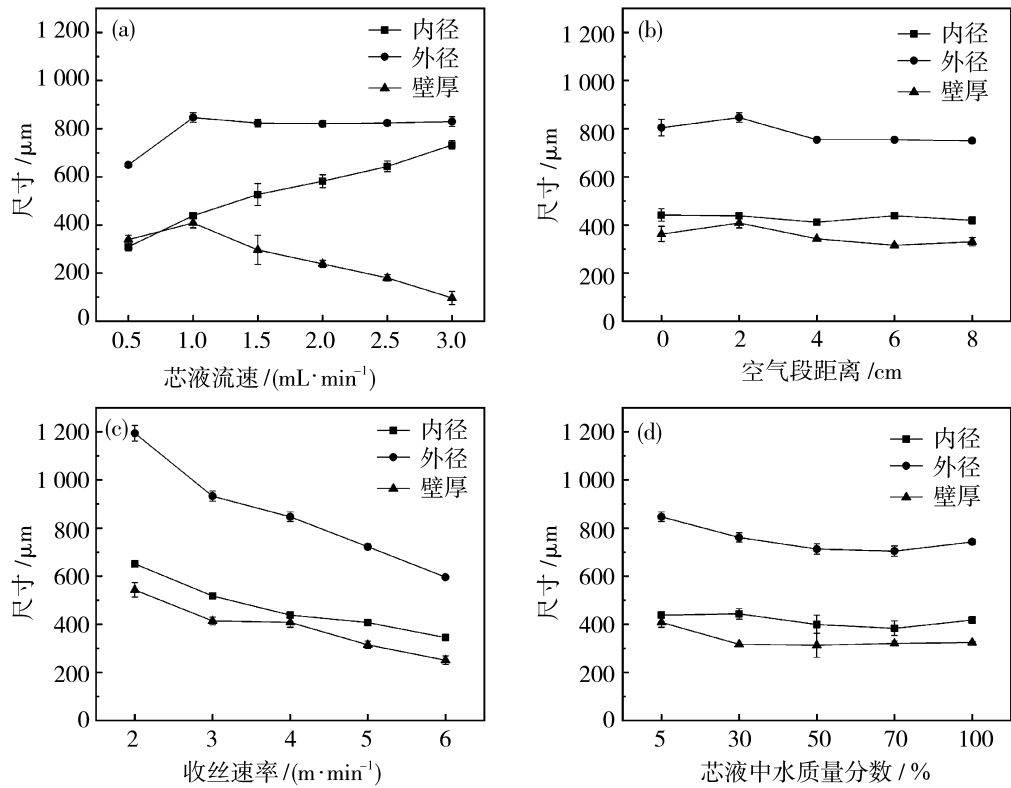 (a)
内径
外径
壁厚
1 200
1 000
800
600
400
200
0
尺寸/μm
0.5 1.0 1.5 2.0 2.5 3.0
芯液流速/(mL·min⁻¹)
(b)
内径
外径
壁厚
1 200
1 000
800
600
400
200
0
尺寸/μm
0 2 4 6 8
空气段距离/cm
(c)
内径
外径
壁厚
1 200
1 000
800
600
400
200
0
尺寸/μm
2 3 4 5 6
收丝速率/(m·min⁻¹)
(d)
内径
外径
壁厚
1 200
1 000
800
600
400
200
0
尺寸/μm
5 30 50 70 100
芯液中水质量分数/%